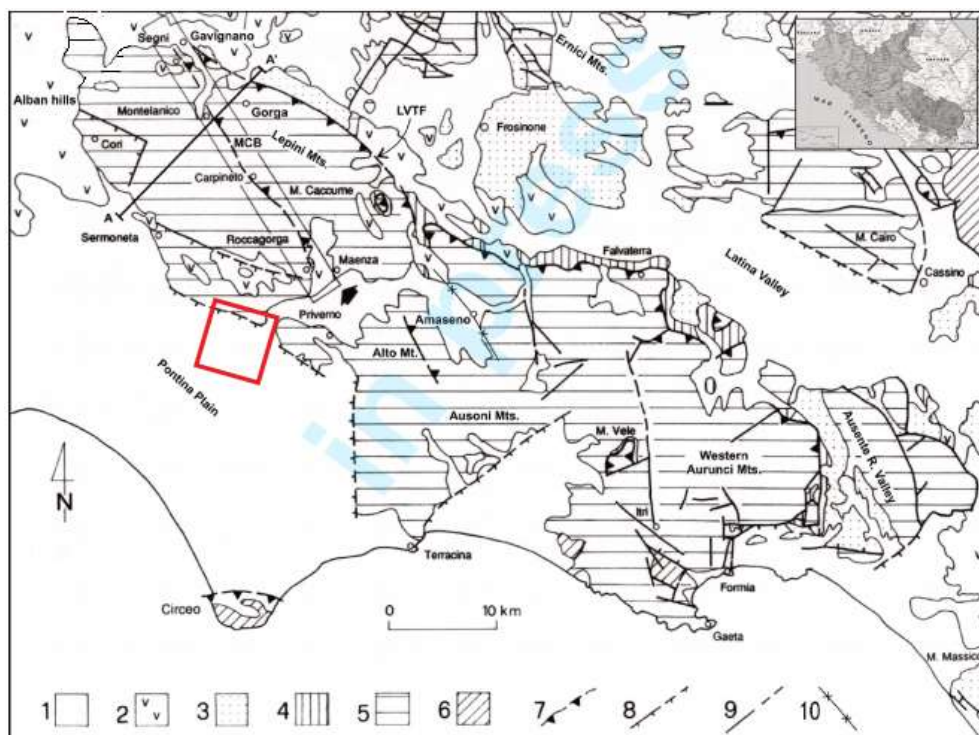 Segni
Gavignano
A'
Ernici Mts.
Alban hills
Montelanico
Gorga
LVTF
Frosinone
Cori
MCB
Lepini Mts.
Carpineto
M. Caccume
A
Sermoneta
Roccagorga
Maenza
Falvaterra
M. Cairo
Cassino
Latina Valley
Priverno
Amaseno
Pontina Plain
Alto Mt.
Ausoni Mts.
M. Vele
Western
Aurunci Mts.
Ausente R. Valley
N
Itri
Terracina
Formia
Circeo
0 10 km
Gaeta
M. Massico
in press
1 2 v v 3 4 5 6 7 8 9 10